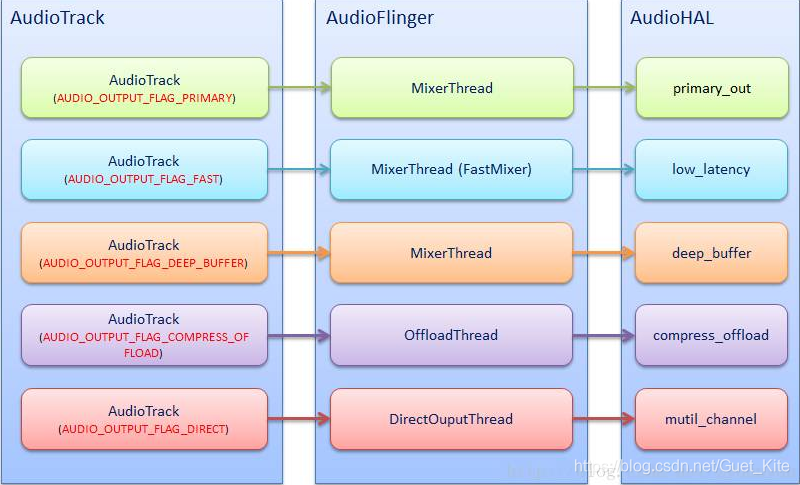 AudioTrack
AudioFlinger
AudioHAL
AudioTrack
(AUDIO_OUTPUT_FLAG_PRIMARY)
MixerThread
primary_out
AudioTrack
(AUDIO_OUTPUT_FLAG_FAST)
MixerThread (FastMixer)
low_latency
AudioTrack
(AUDIO_OUTPUT_FLAG_DEEP_BUFFER)
MixerThread
deep_buffer
AudioTrack
(AUDIO_OUTPUT_FLAG_COMPRESS_OF
FLOAD)
OffloadThread
compress_offload
AudioTrack
(AUDIO_OUTPUT_FLAG_DIRECT)
DirectOuputThread
mutil_channel
https://blog.csdn.net/Guet_Kite